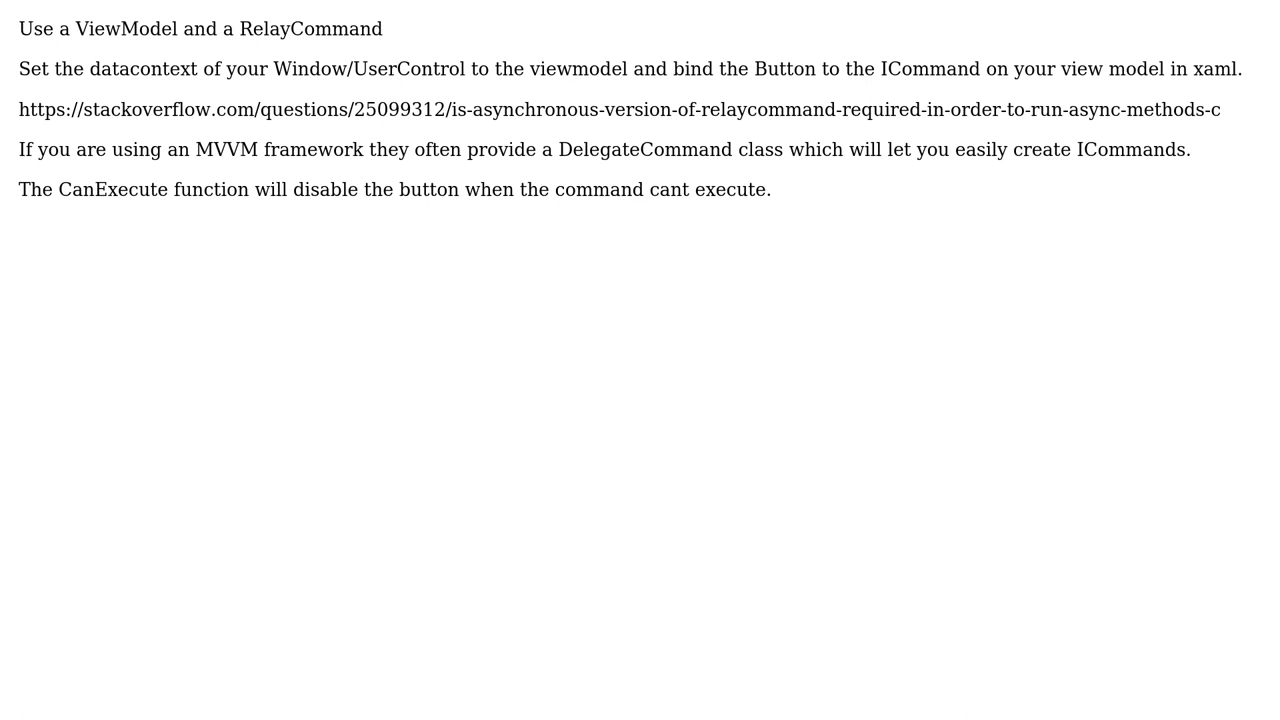 Use a ViewModel and a RelayCommand
Set the datacontext of your Window/UserControl to the viewmodel and bind the Button to the ICommand on your view model in xaml.
https://stackoverflow.com/questions/25099312/is-asynchronous-version-of-relaycommand-required-in-order-to-run-async-methods-c
If you are using an MVVM framework they often provide a DelegateCommand class which will let you easily create ICommands.
The CanExecute function will disable the button when the command cant execute.